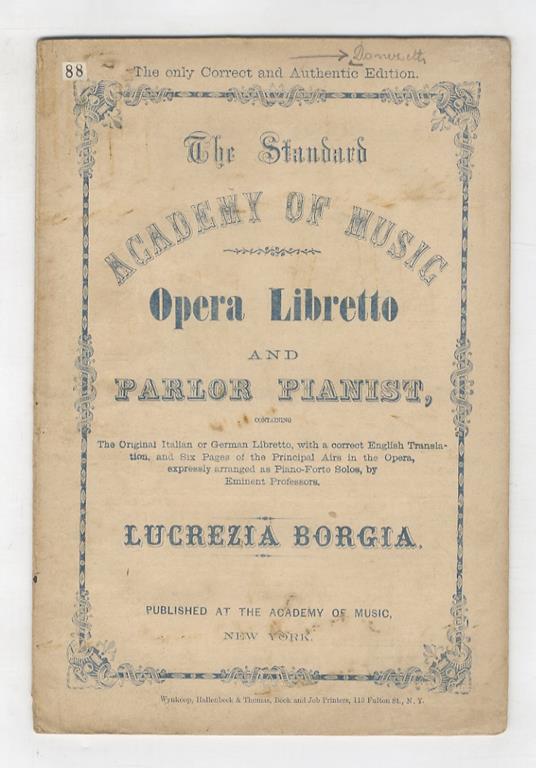 88
Donizetti
The only Correct and Authentic Edition.
The Standard
ACADEMY OF MUSIC
Opera Libretto
AND
PARLOR PIANIST,
CONTAINING
The Original Italian or German Libretto, with a correct English Transla-
tion, and Six Pages of the Principal Airs in the Opera,
expressly arranged as Piano-Forte Solos, by
Eminent Professors.
LUCREZIA BORGIA.
PUBLISHED AT THE ACADEMY OF MUSIC,
NEW YORK.
Wynkoop, Hallenbeck & Thomas, Book and Job Printers, 113 Fulton St., N. Y.